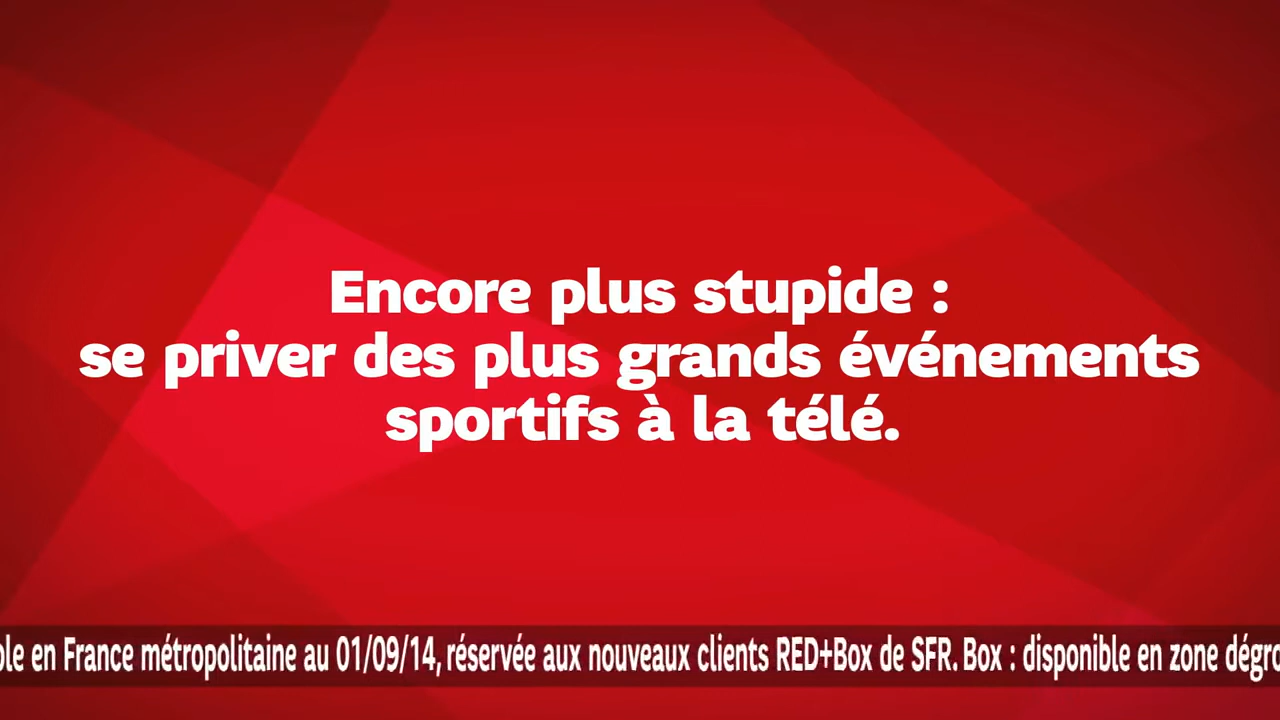 Encore plus stupide :
se priver des plus grands événements
sportifs à la télé.
en France métropolitaine au 01/09/14, réservée aux nouveaux clients RED+Box de SFR. Box : disponible en zone